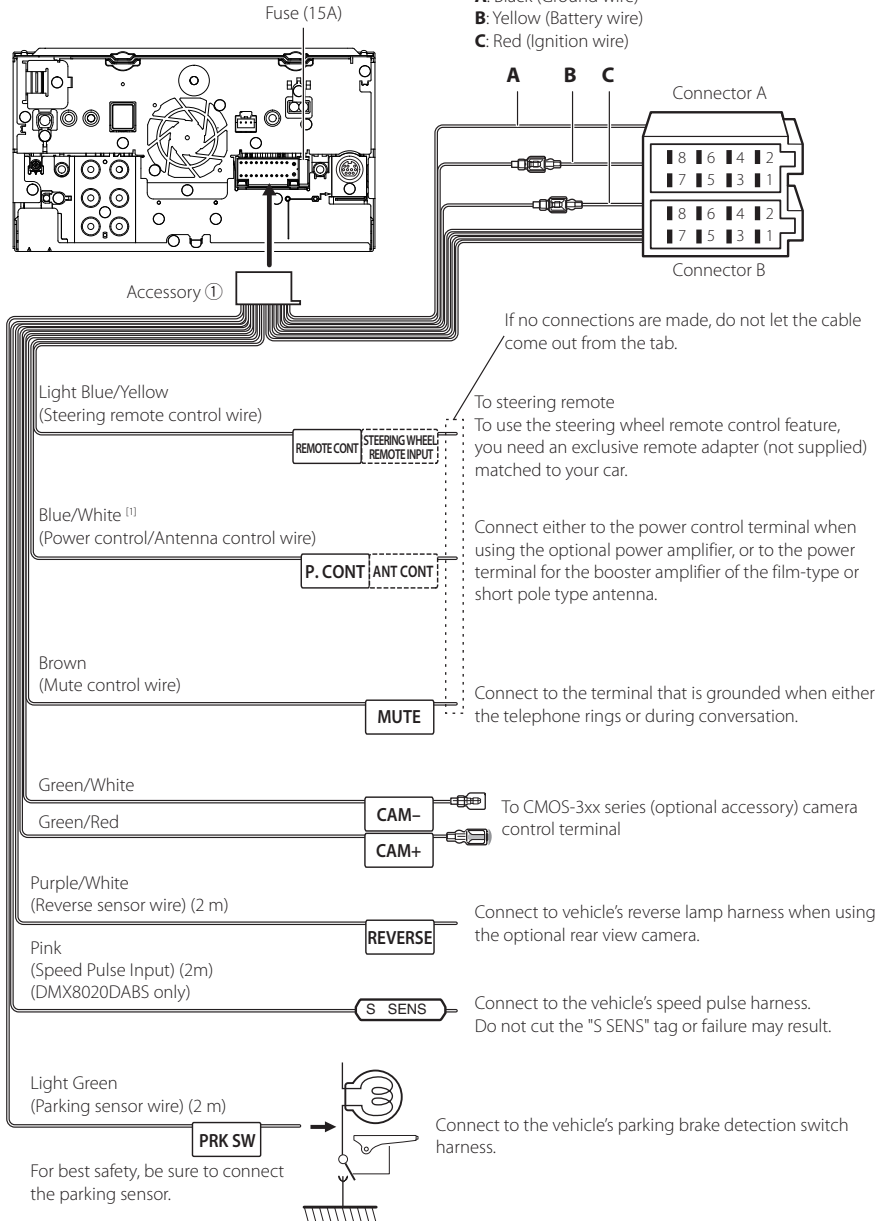 Fuse (15A)
A: Black (Ground wire)
B: Yellow (Battery wire)
C: Red (Ignition wire)
A B C
Connector A
8 6 4 2
7 5 3 1
8 6 4 2
7 5 3 1
Connector B
Accessory ①
If no connections are made, do not let the cable
come out from the tab.
Light Blue/Yellow
(Steering remote control wire)
REMOTE CONT
STEERING WHEEL
REMOTE INPUT
To steering remote
To use the steering wheel remote control feature,
you need an exclusive remote adapter (not supplied)
matched to your car.
Blue/White [1]
(Power control/Antenna control wire)
P. CONT ANT CONT
Connect either to the power control terminal when
using the optional power amplifier, or to the power
terminal for the booster amplifier of the film-type or
short pole type antenna.
Brown
(Mute control wire)
MUTE
Connect to the terminal that is grounded when either
the telephone rings or during conversation.
Green/White
CAM–
Green/Red
CAM+
To CMOS-3xx series (optional accessory) camera
control terminal
Purple/White
(Reverse sensor wire) (2 m)
REVERSE
Connect to vehicle's reverse lamp harness when using
the optional rear view camera.
Pink
(Speed Pulse Input) (2m)
(DMX8020DABS only)
S SENS
Connect to the vehicle's speed pulse harness.
Do not cut the "S SENS" tag or failure may result.
Light Green
(Parking sensor wire) (2 m)
PRK SW
Connect to the vehicle's parking brake detection switch
harness.
For best safety, be sure to connect
the parking sensor.